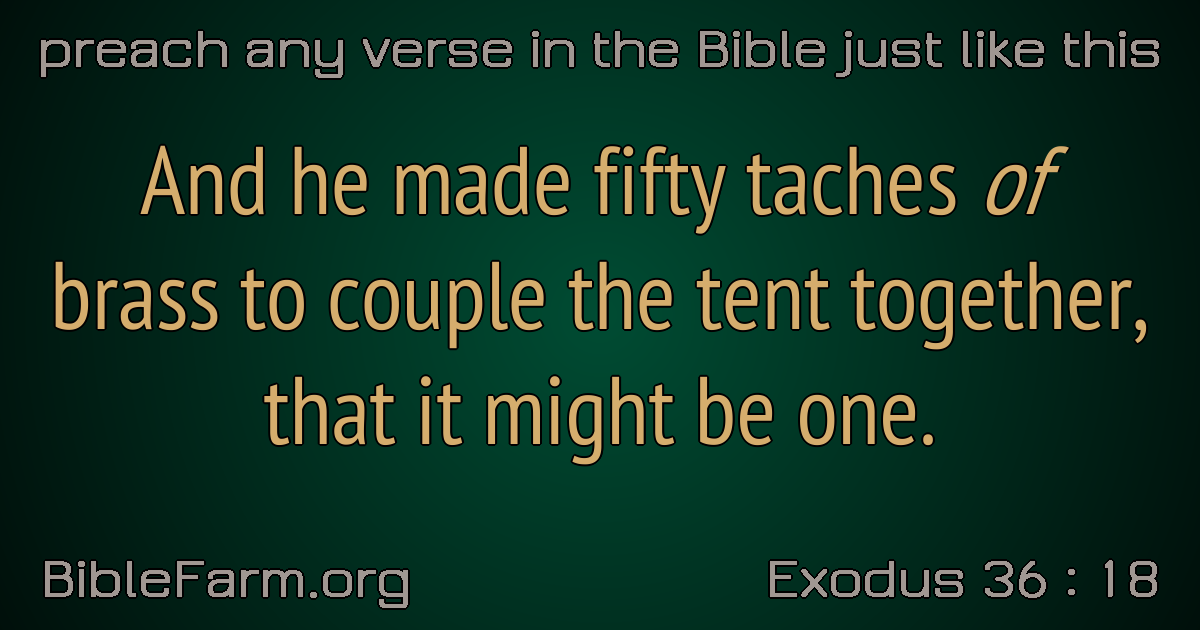 preach any verse in the Bible just like this
And he made fifty taches of
brass to couple the tent together,
that it might be one.
BibleFarm.org
Exodus 36 : 18